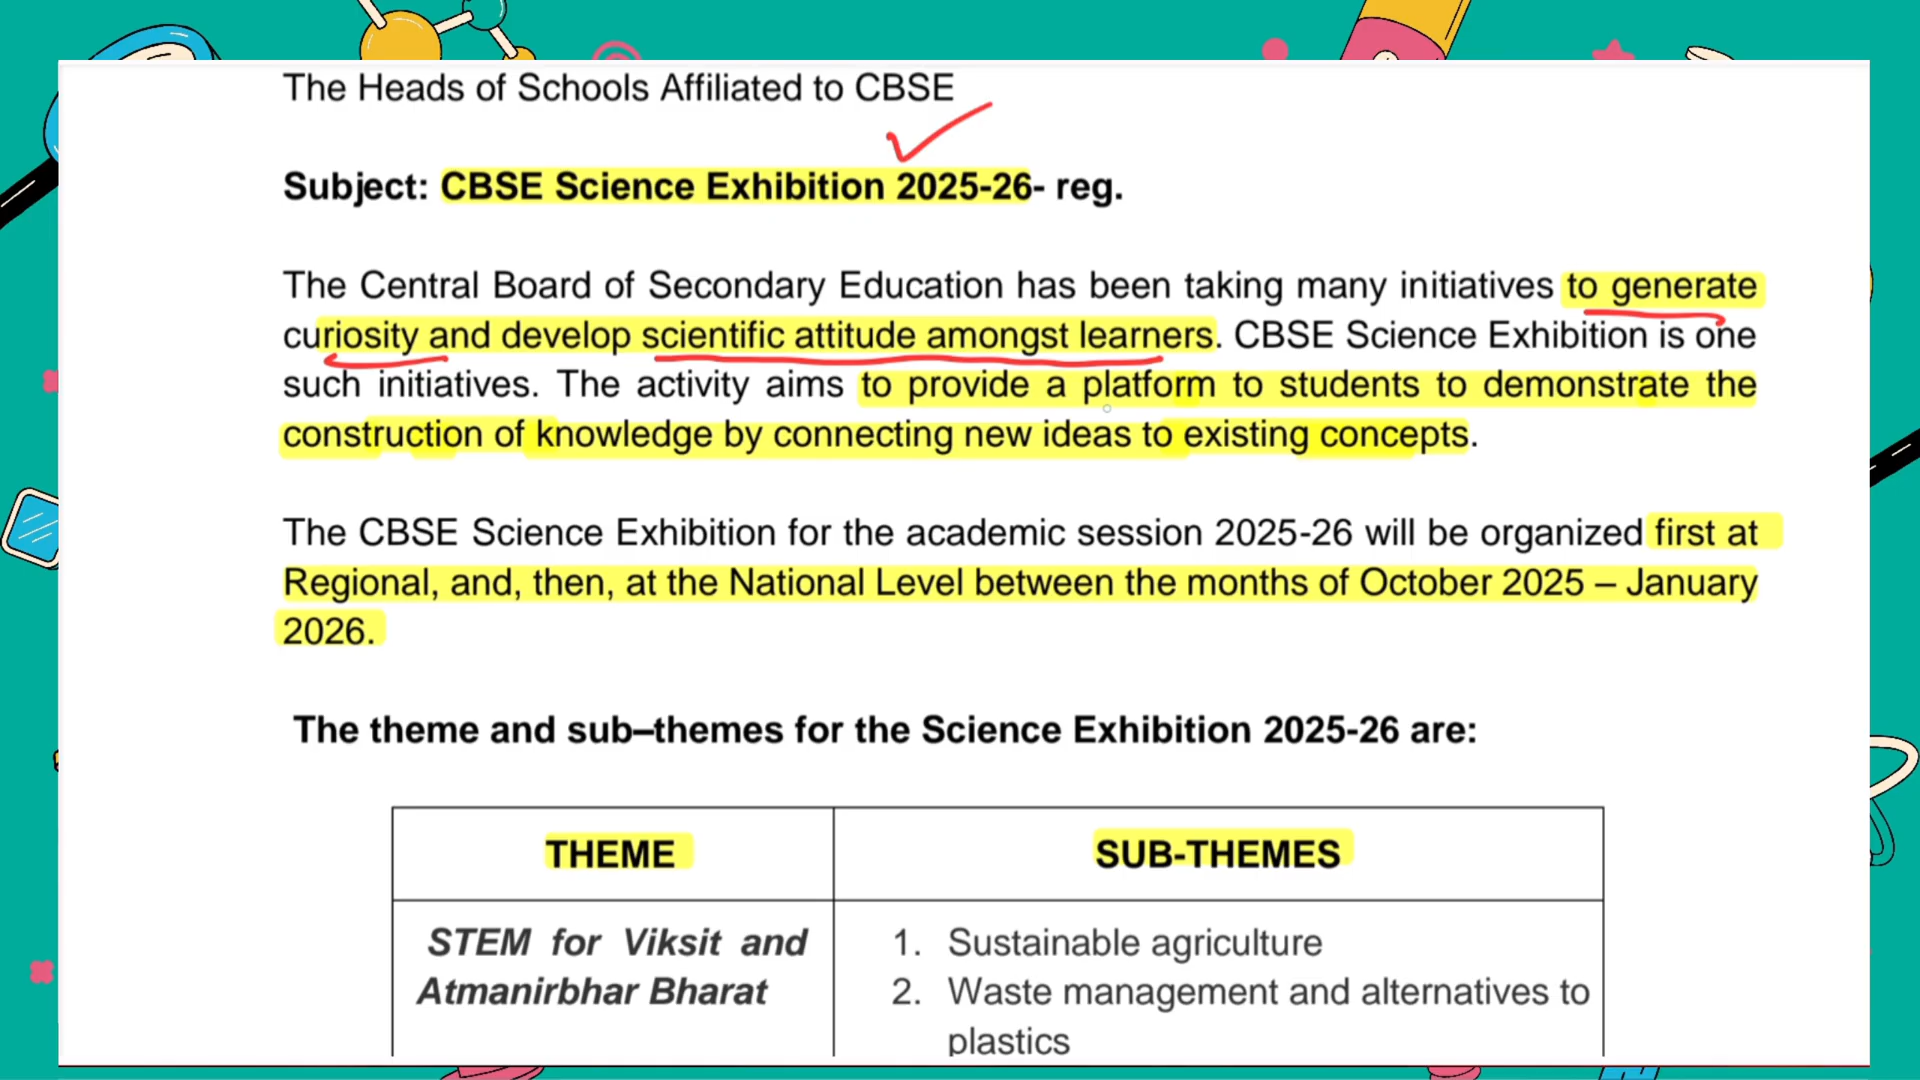 The Heads of Schools Affiliated to CBSE
Subject: CBSE Science Exhibition 2025-26- reg.
The Central Board of Secondary Education has been taking many initiatives to generate
curiosity and develop scientific attitude amongst learners. CBSE Science Exhibition is one
such initiatives. The activity aims to provide a platform to students to demonstrate the
construction of knowledge by connecting new ideas to existing concepts.
The CBSE Science Exhibition for the academic session 2025-26 will be organized first at
Regional, and, then, at the National Level between the months of October 2025 – January
2026.
The theme and sub–themes for the Science Exhibition 2025-26 are:
THEME
SUB-THEMES
STEM for Viksit and
Atmanirbhar Bharat
1. Sustainable agriculture
2. Waste management and alternatives to
plastics